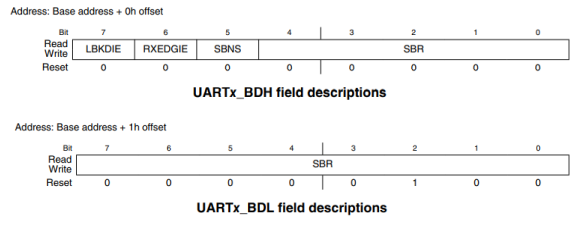 Address: Base address + 0h offset
Bit 7 6 5 4 3 2 1 0
Read
Write LBKDIE RXEDGIE SBNS SBR
Reset 0 0 0 0 0 0 0 0
UARTx_BDH field descriptions
Address: Base address + 1h offset
Bit 7 6 5 4 3 2 1 0
Read
Write SBR
Reset 0 0 0 0 0 1 0 0
UARTx_BDL field descriptions